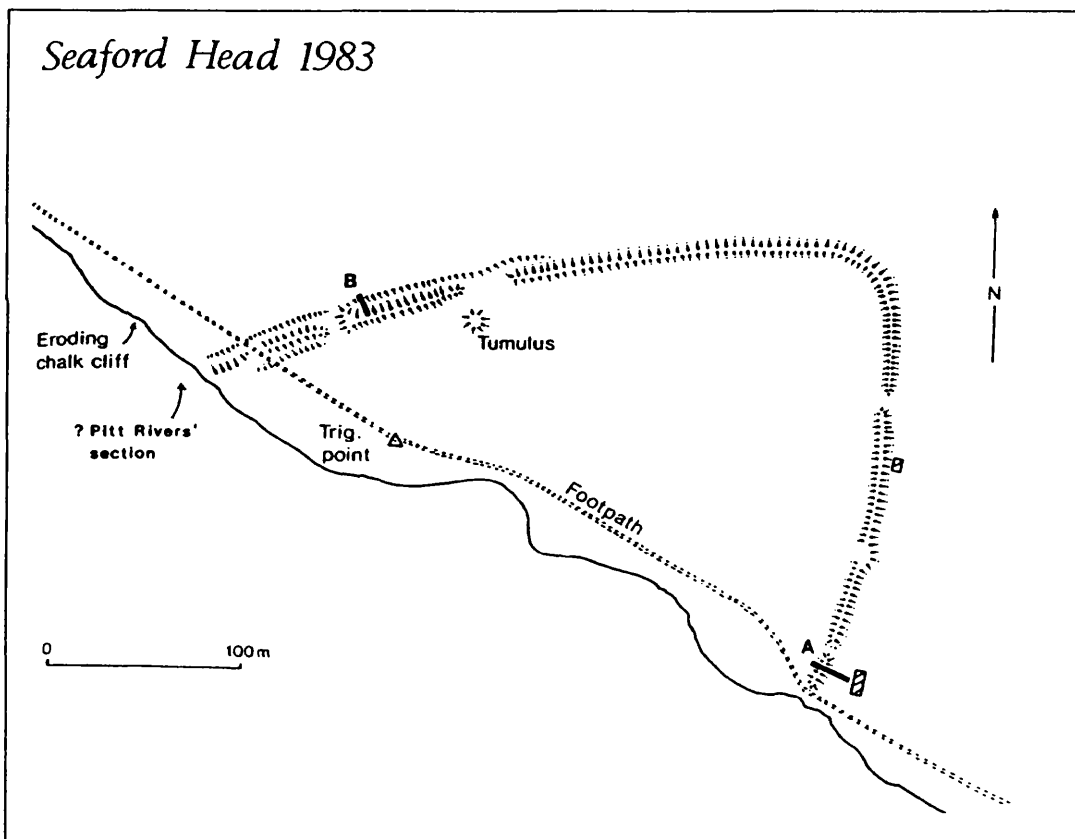 Seaford Head 1983
N
B
Tumulus
Eroding
chalk cliff
? Pitt Rivers'
section
Trig.
point
Footpath
A
0 100m